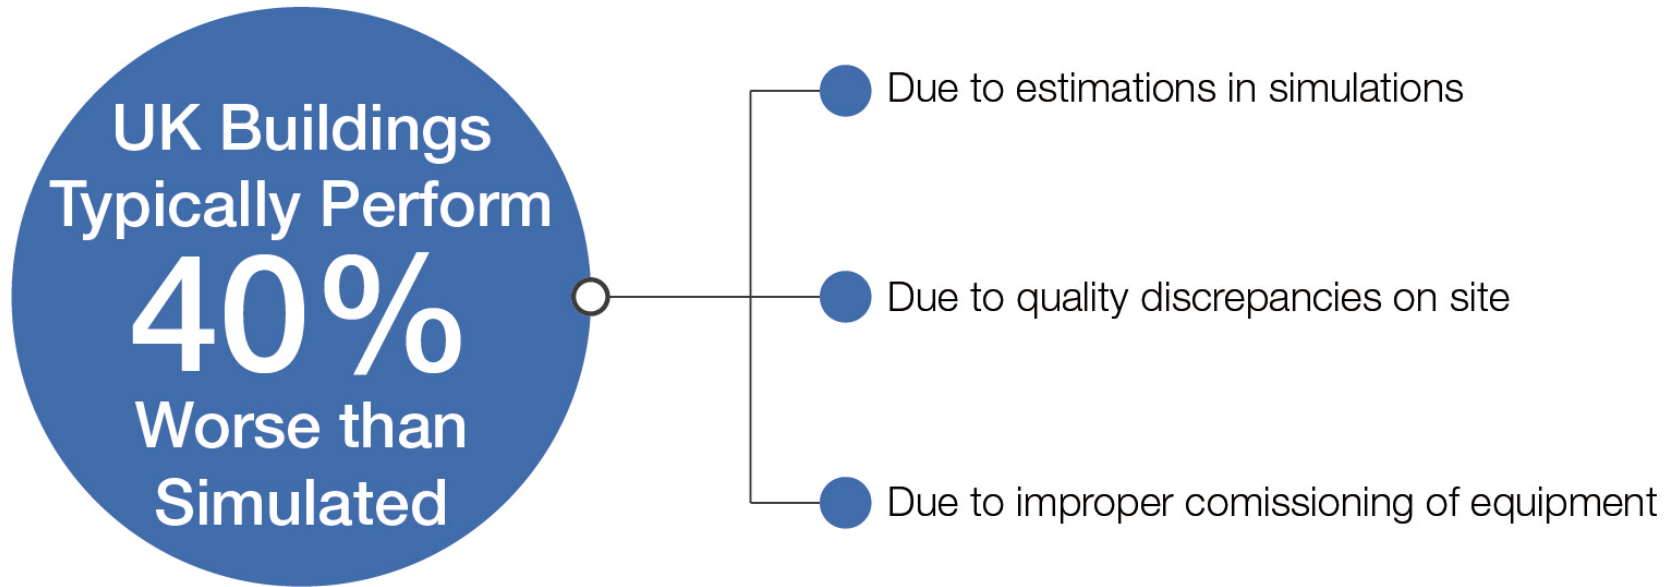 UK Buildings
Typically Perform
40%
Worse than
Simulated
Due to estimations in simulations
Due to quality discrepancies on site
Due to improper comissioning of equipment